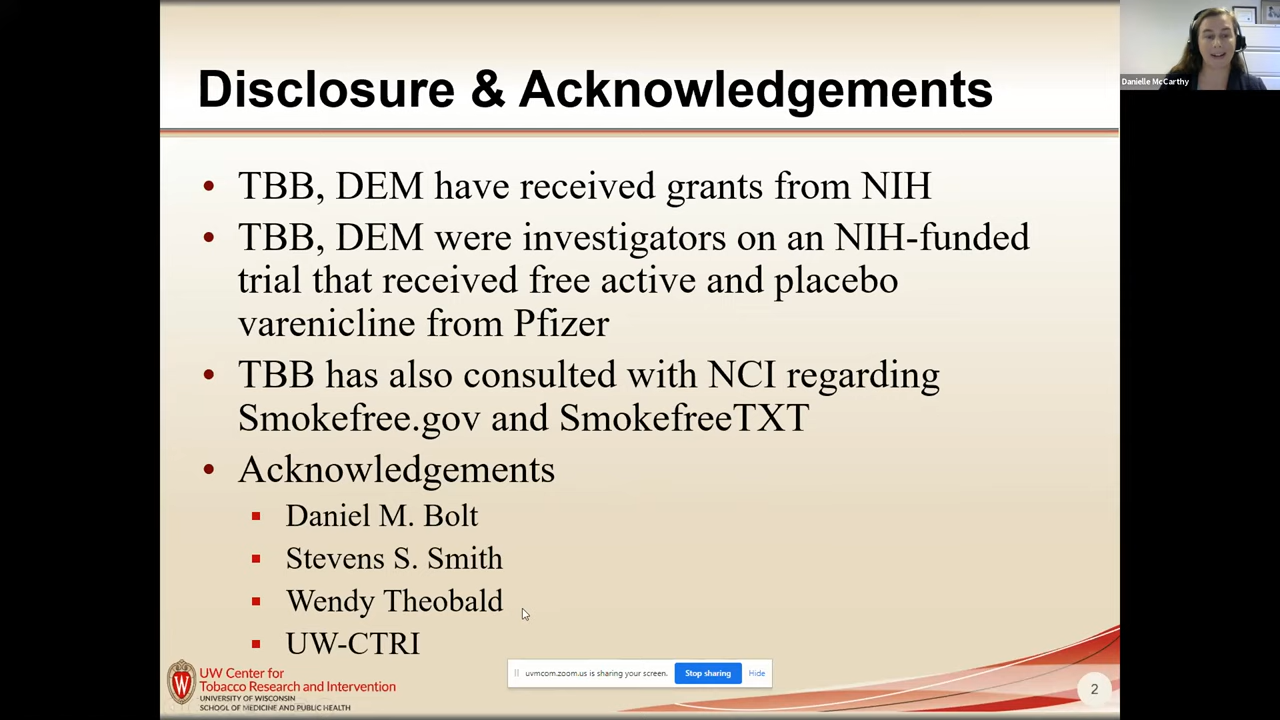 Disclosure & Acknowledgements
Danielle McCarthy
• TBB, DEM have received grants from NIH
• TBB, DEM were investigators on an NIH-funded
trial that received free active and placebo
varenicline from Pfizer
• TBB has also consulted with NCI regarding
Smokefree.gov and SmokefreeTXT
• Acknowledgements
▪ Daniel M. Bolt
▪ Stevens S. Smith
▪ Wendy Theobald
▪ UW-CTRI
W
UW Center for
Tobacco Research and Intervention
UNIVERSITY OF WISCONSIN
SCHOOL OF MEDICINE AND PUBLIC HEALTH
uvmcom.zoom.us is sharing your screen.
Stop sharing
Hide
2